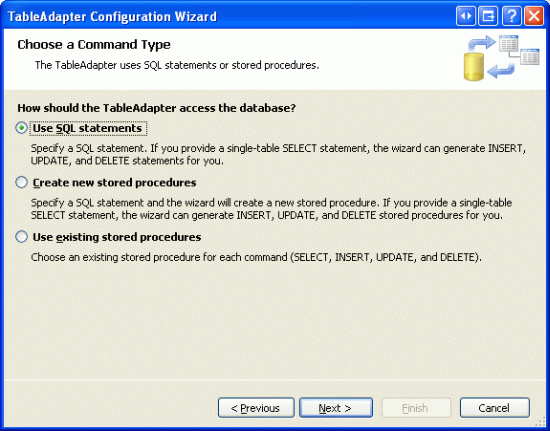 TableAdapter Configuration Wizard
Choose a Command Type
The TableAdapter uses SQL statements or stored procedures.
How should the TableAdapter access the database?
Use SQL statements
Specify a SQL statement. If you provide a single-table SELECT statement, the wizard can generate INSERT,
UPDATE, and DELETE statements for you.
Create new stored procedures
Specify a SQL statement and the wizard will create a new stored procedure. If you provide a single-table
SELECT statement, the wizard can generate INSERT, UPDATE, and DELETE stored procedures for you.
Use existing stored procedures
Choose an existing stored procedure for each command (SELECT, INSERT, UPDATE, and DELETE).
< Previous Next > Finish Cancel